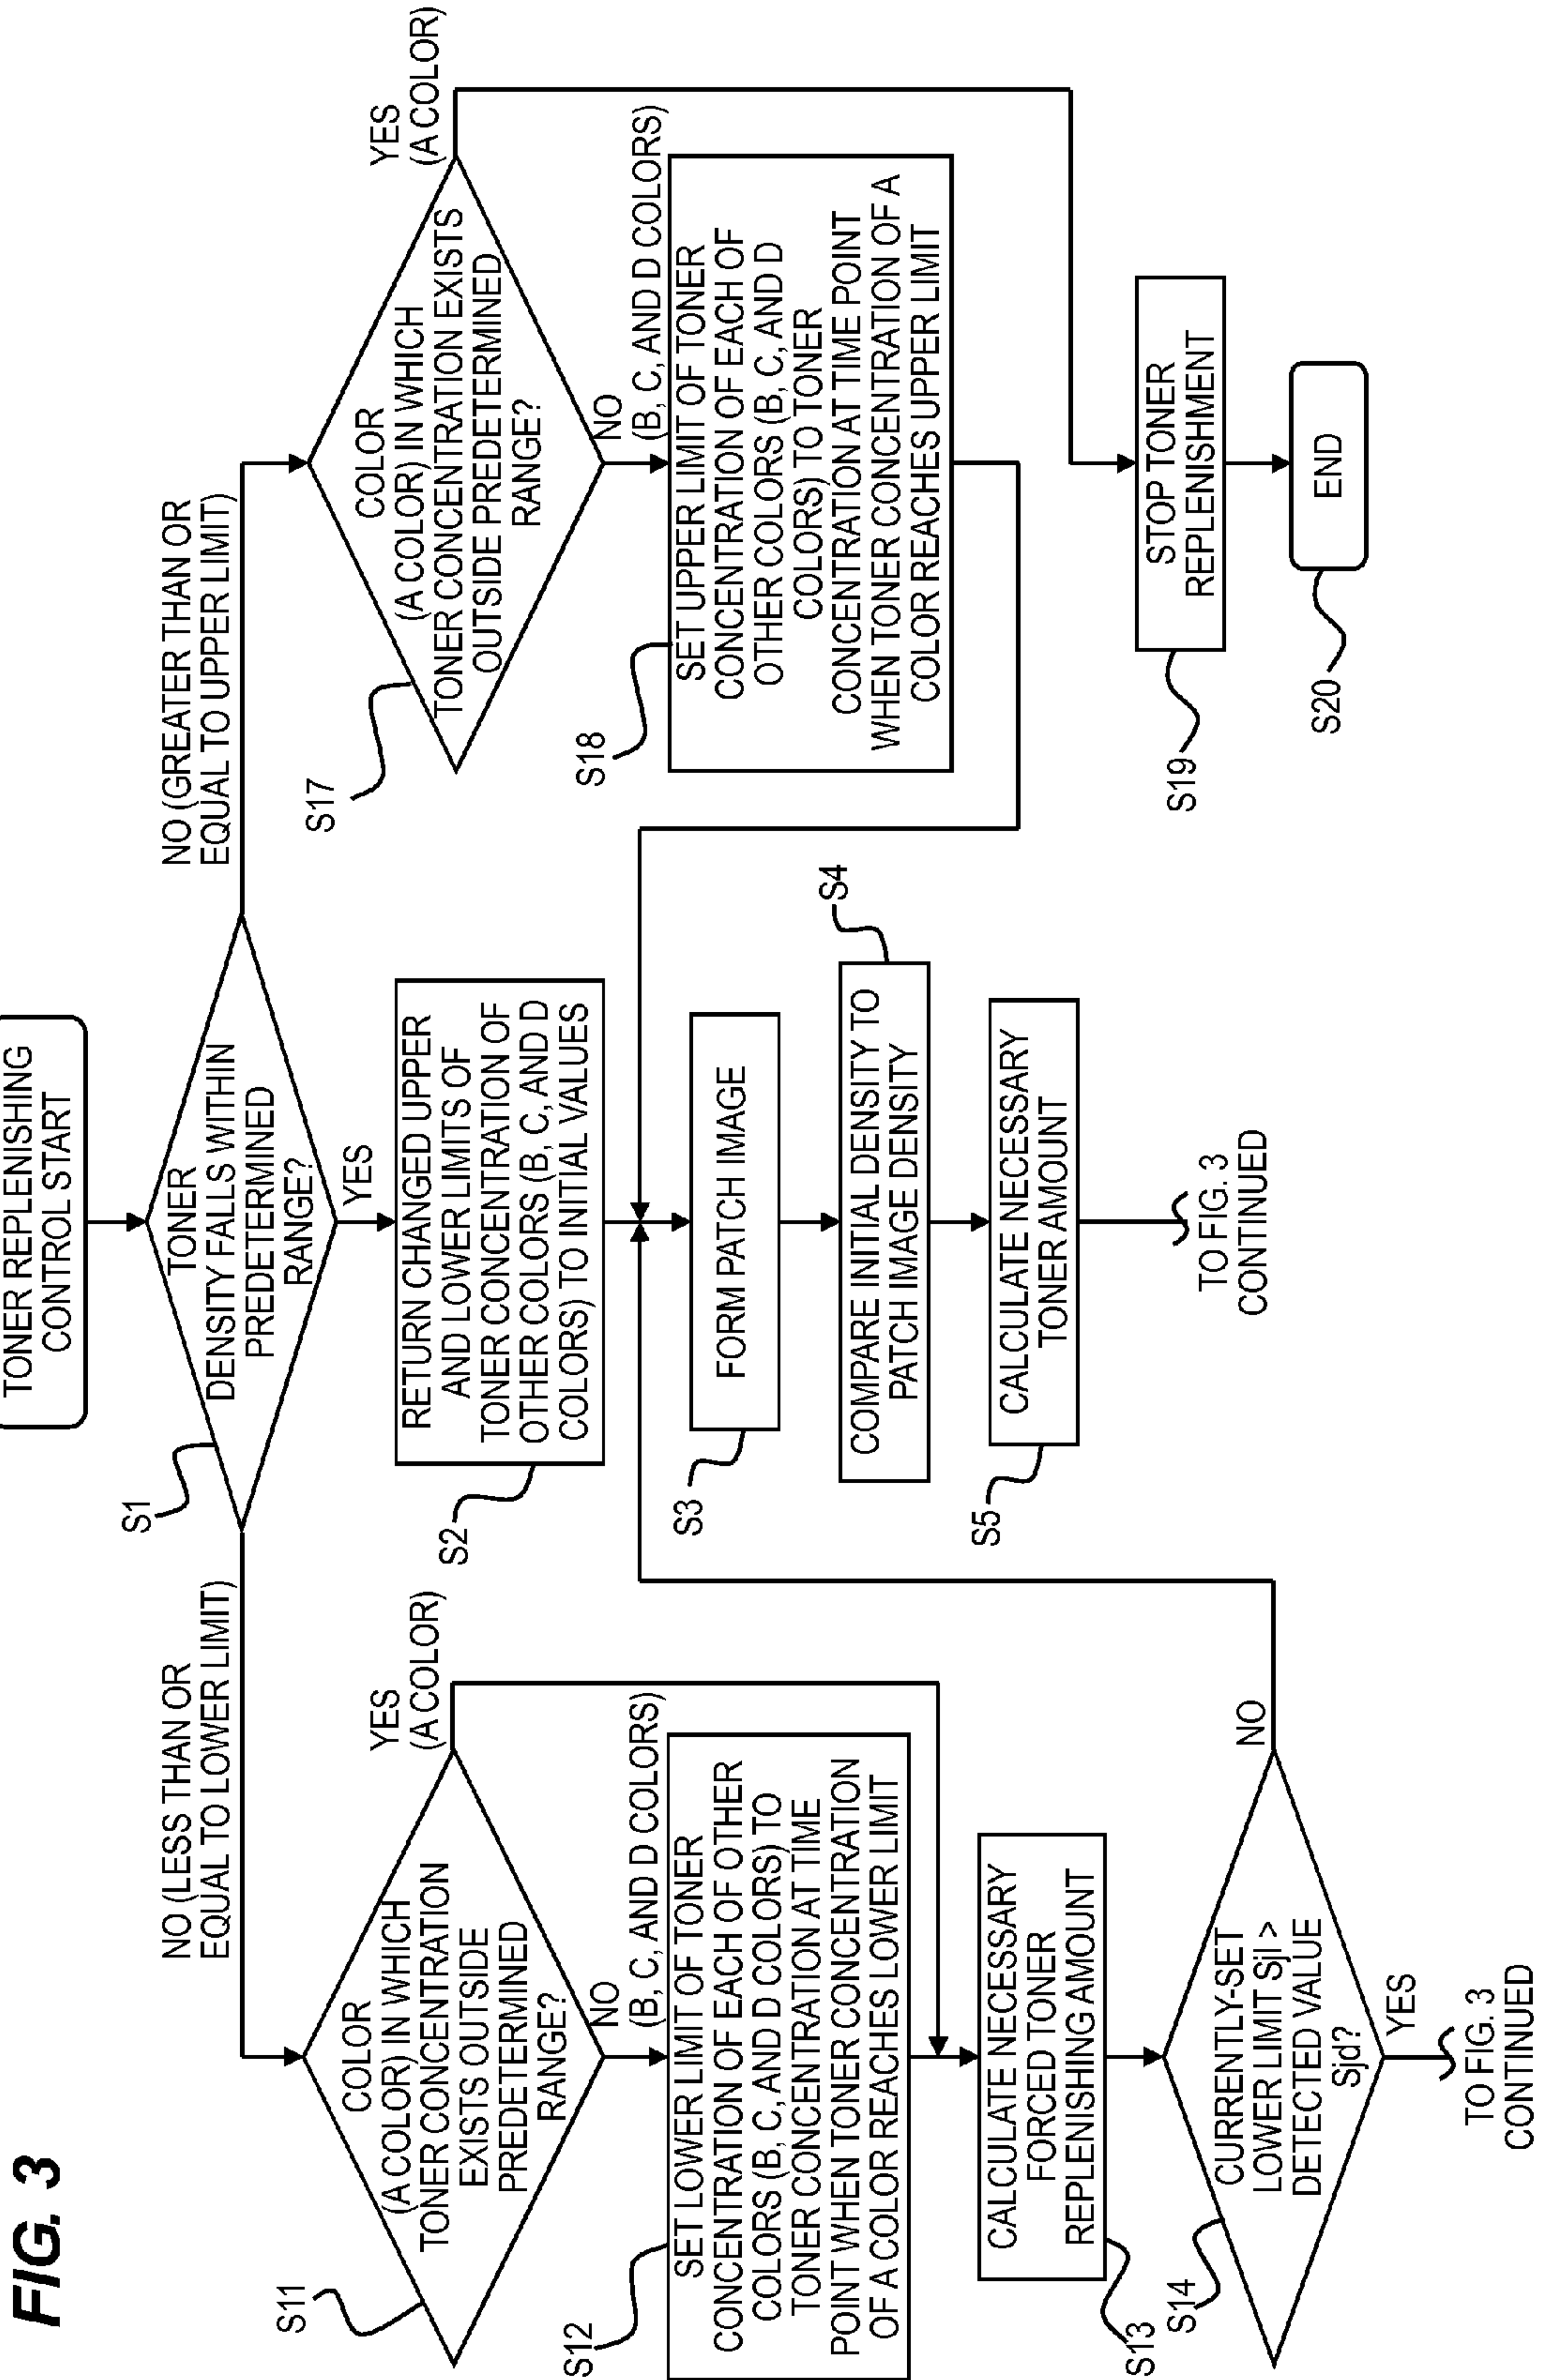 FIG. 3
TONER REPLENISHING
CONTROL START
S1
TONER
DENSITY FALLS WITHIN
PREDETERMINED
RANGE?
NO (LESS THAN OR
EQUAL TO LOWER LIMIT)
YES
NO (GREATER THAN OR
EQUAL TO UPPER LIMIT)
S11
COLOR
(A COLOR) IN WHICH
TONER CONCENTRATION
EXISTS OUTSIDE
PREDETERMINED
RANGE?
YES
(A COLOR)
NO
(B, C, AND D COLORS)
S12
SET LOWER LIMIT OF TONER
CONCENTRATION OF EACH OF OTHER
COLORS (B, C, AND D COLORS) TO
TONER CONCENTRATION AT TIME
POINT WHEN TONER CONCENTRATION
OF A COLOR REACHES LOWER LIMIT
S13
CALCULATE NECESSARY
FORCED TONER
REPLENISHING AMOUNT
S14
CURRENTLY-SET
LOWER LIMIT Sjl >
DETECTED VALUE
Sjd?
NO
YES
TO FIG. 3
CONTINUED
S2
RETURN CHANGED UPPER
AND LOWER LIMITS OF
TONER CONCENTRATION OF
OTHER COLORS (B, C, AND D
COLORS) TO INITIAL VALUES
S3
FORM PATCH IMAGE
S4
COMPARE INITIAL DENSITY TO
PATCH IMAGE DENSITY
S5
CALCULATE NECESSARY
TONER AMOUNT
TO FIG. 3
CONTINUED
S17
COLOR
(A COLOR) IN WHICH
TONER CONCENTRATION EXISTS
OUTSIDE PREDETERMINED
RANGE?
YES
(A COLOR)
NO
(B, C, AND D COLORS)
S18
SET UPPER LIMIT OF TONER
CONCENTRATION OF EACH OF
OTHER COLORS (B, C, AND D
COLORS) TO TONER
CONCENTRATION AT TIME POINT
WHEN TONER CONCENTRATION OF A
COLOR REACHES UPPER LIMIT
S19
STOP TONER
REPLENISHMENT
S20
END